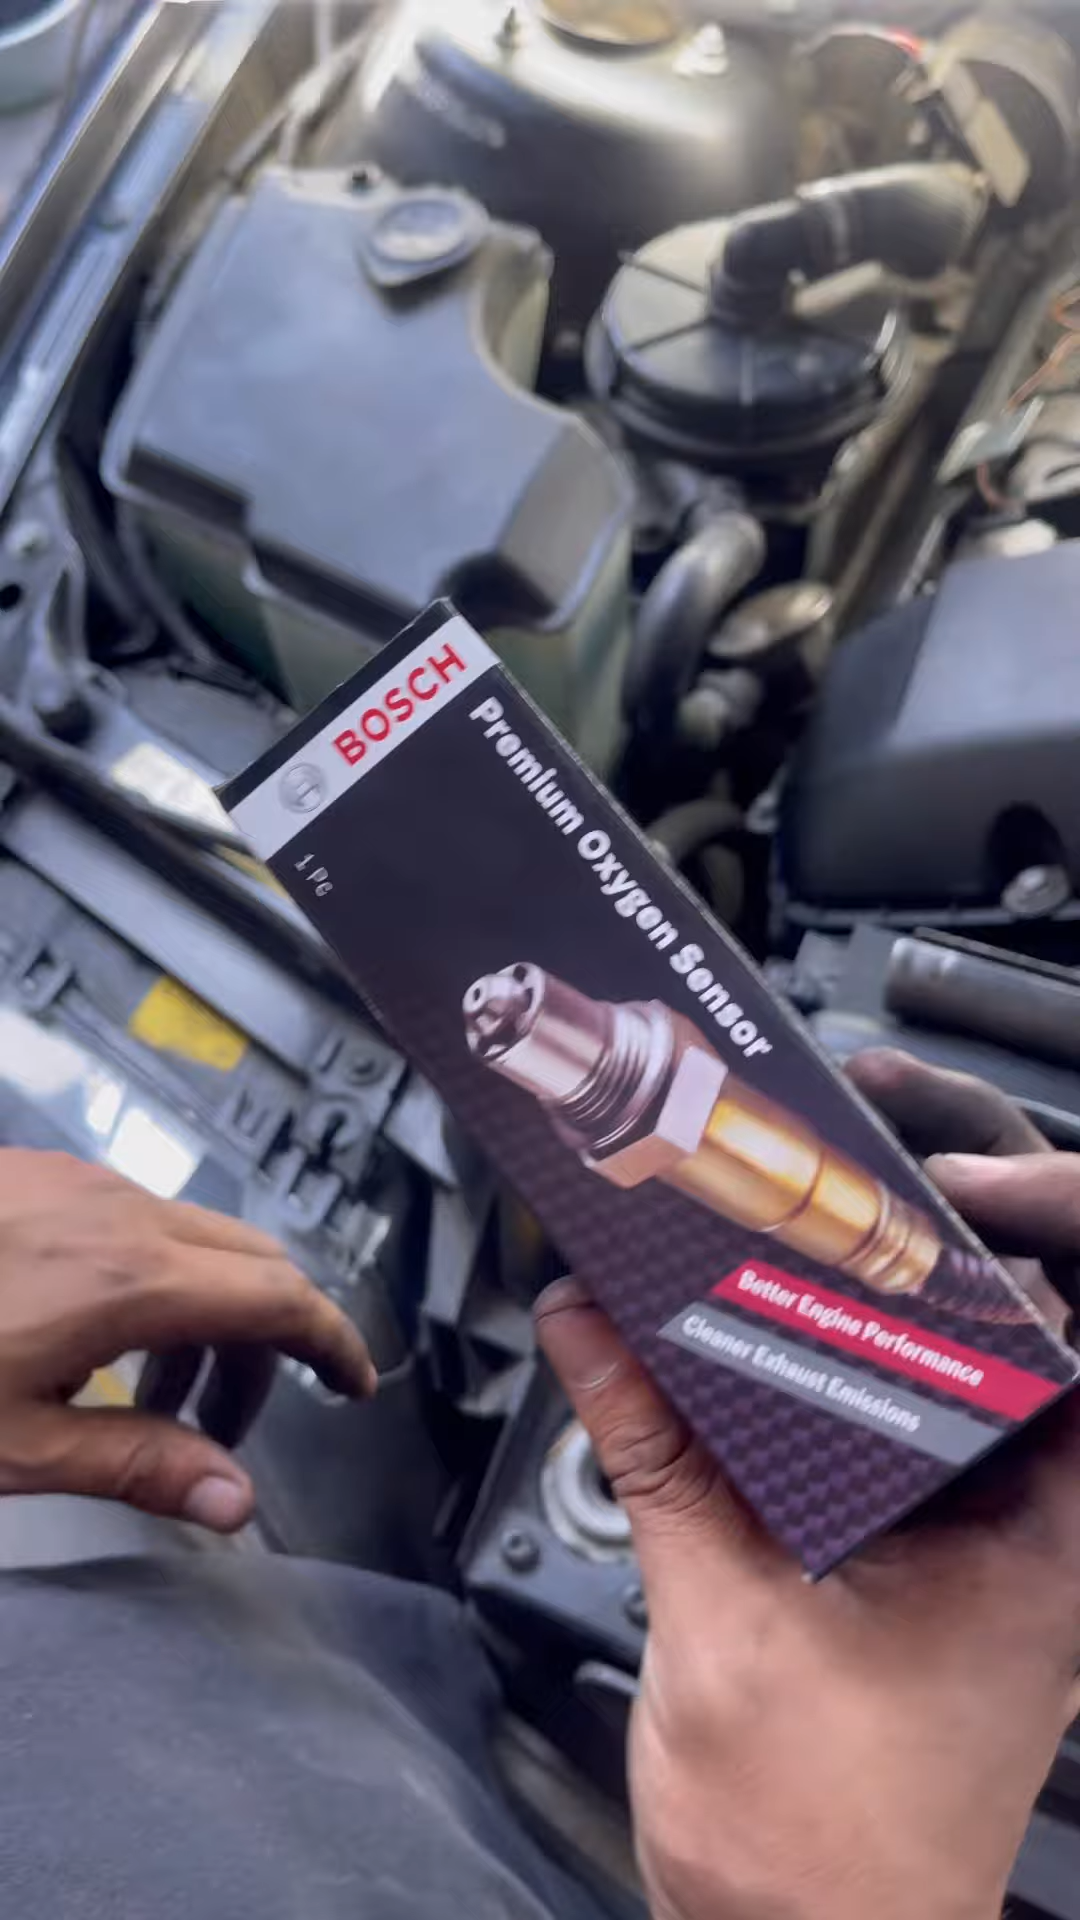 BOSCH
Premium Oxygen Sensor
1 Pc
Better Engine Performance
Cleaner Exhaust Emissions